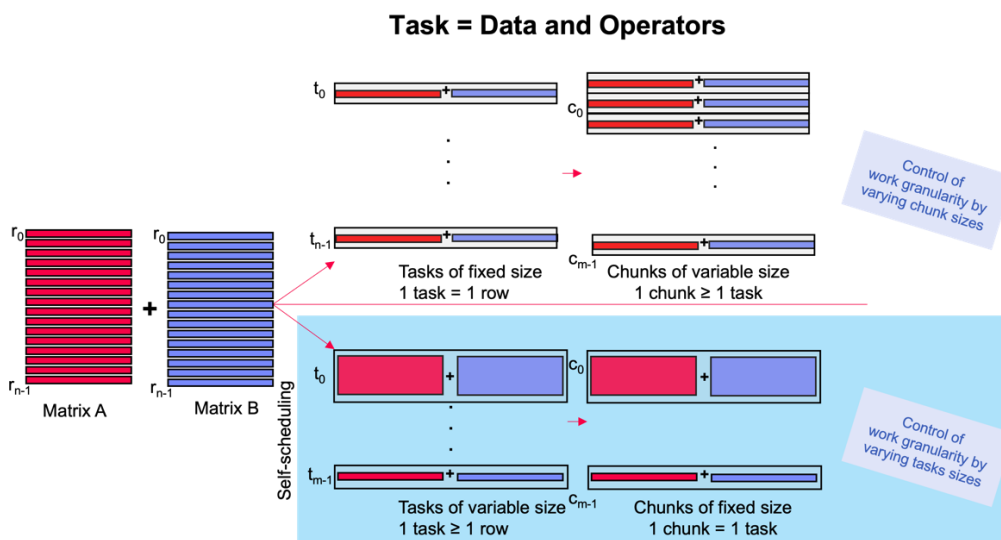 Task = Data and Operators
t0
+
+
c0
+
+
.
.
.
.
.
.
Control of
work granularity by
varying chunk sizes
r0
r0
tn-1
+
+
cm-1
Tasks of fixed size
1 task = 1 row
Chunks of variable size
1 chunk ≥ 1 task
+
rn-1
rn-1
Matrix A
Matrix B
Self-scheduling
t0
+
c0
+
.
.
.
Control of
work granularity by
varying tasks sizes
tm-1
+
+
cm-1
Tasks of variable size
1 task ≥ 1 row
Chunks of fixed size
1 chunk = 1 task